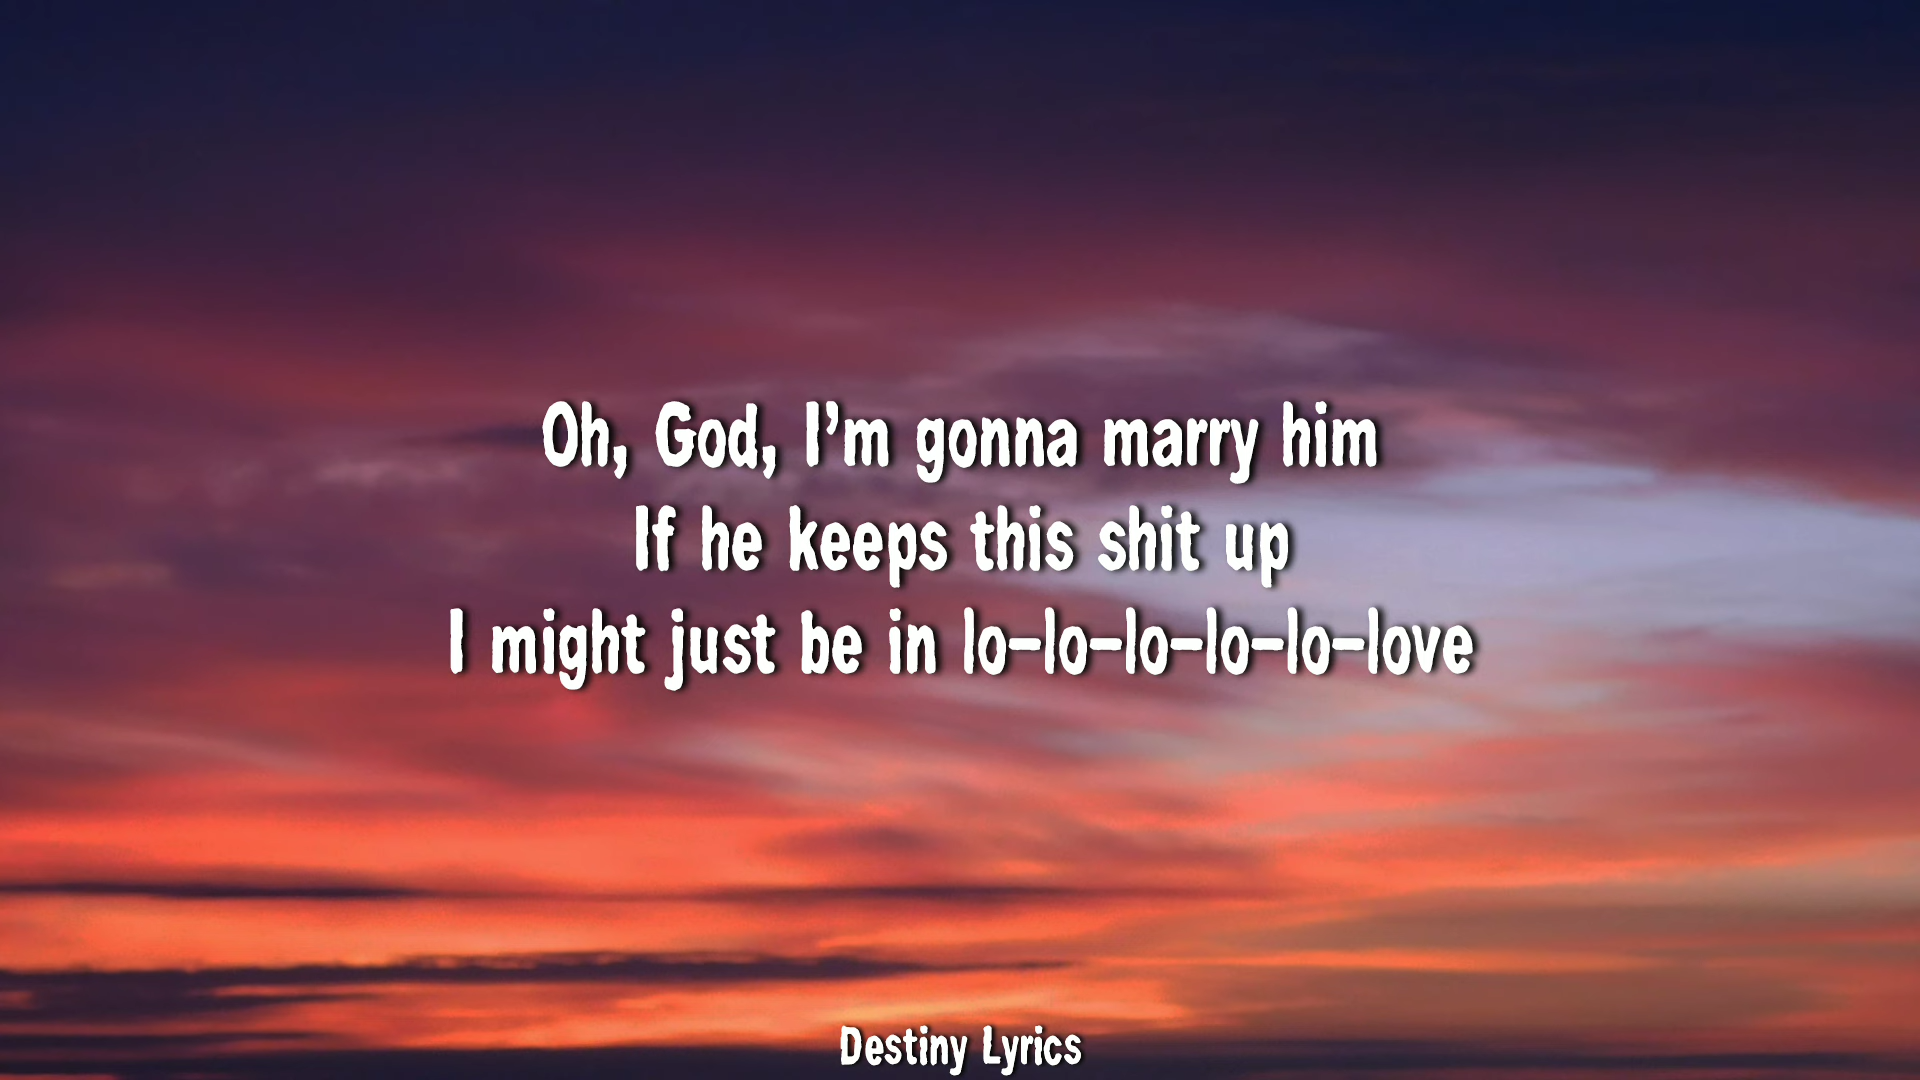 Oh, God, I'm gonna marry him
If he keeps this shit up
I might just be in lo-lo-lo-lo-lo-love
Destiny Lyrics